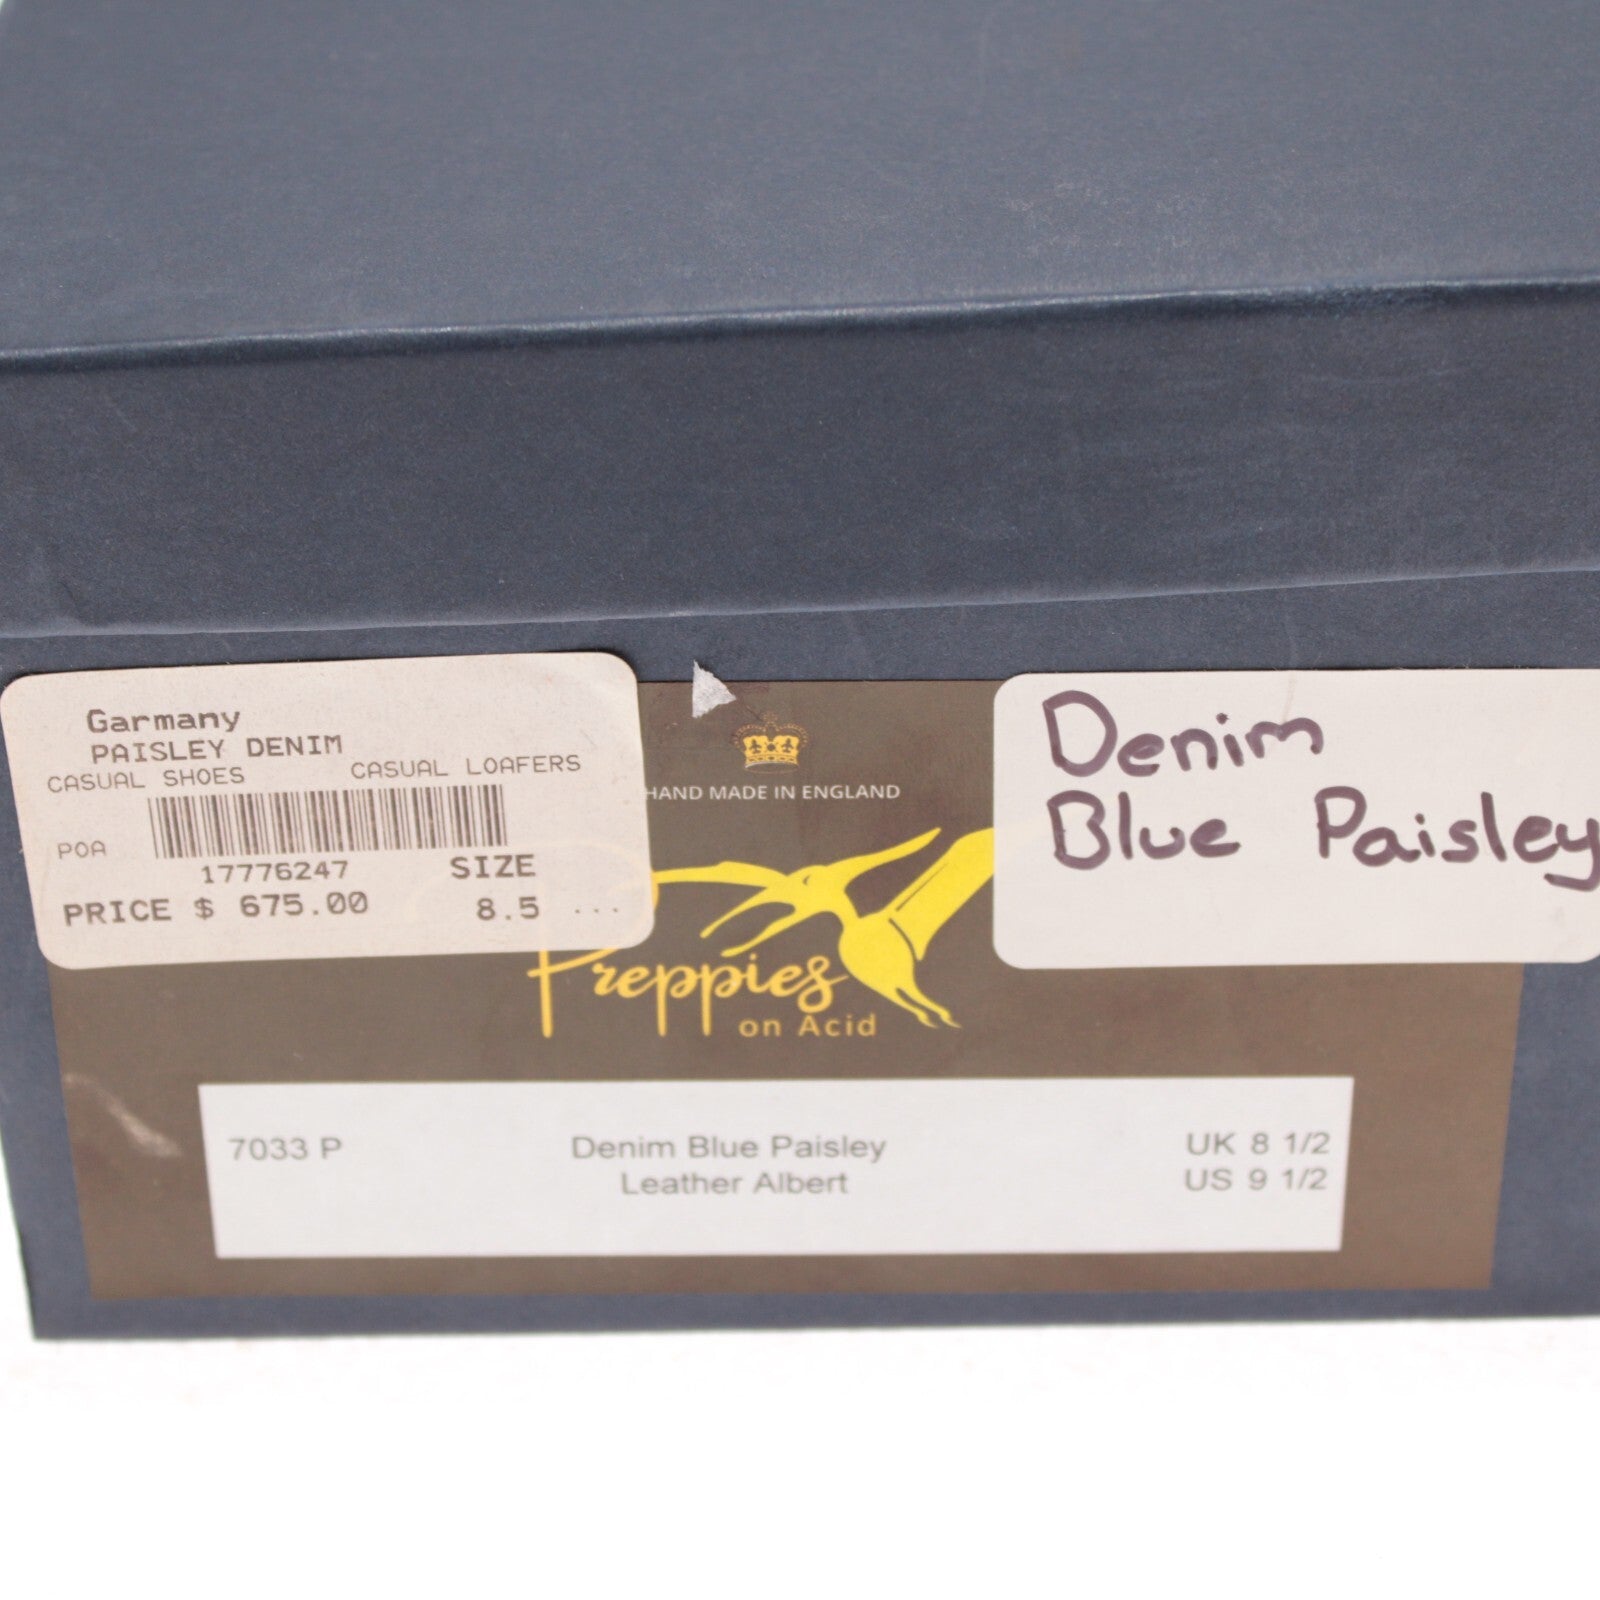 Garmany
PAISLEY DENIM
CASUAL SHOES CASUAL LOAFERS
POA
17776247 SIZE
PRICE $ 675.00 8.5 ...
HAND MADE IN ENGLAND
Denim
Blue Paisley
Preppies
on Acid
7033 P Denim Blue Paisley UK 8 1/2
Leather Albert US 9 1/2